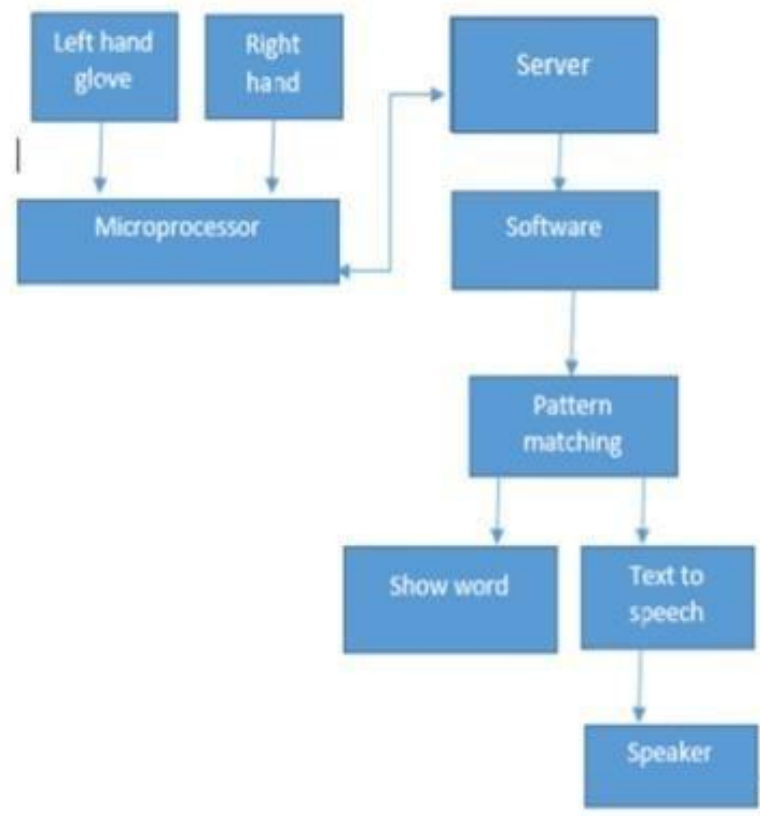 Left hand
glove
Right
hand
Server
Microprocessor
Software
Pattern
matching
Show word
Text to
speech
Speaker